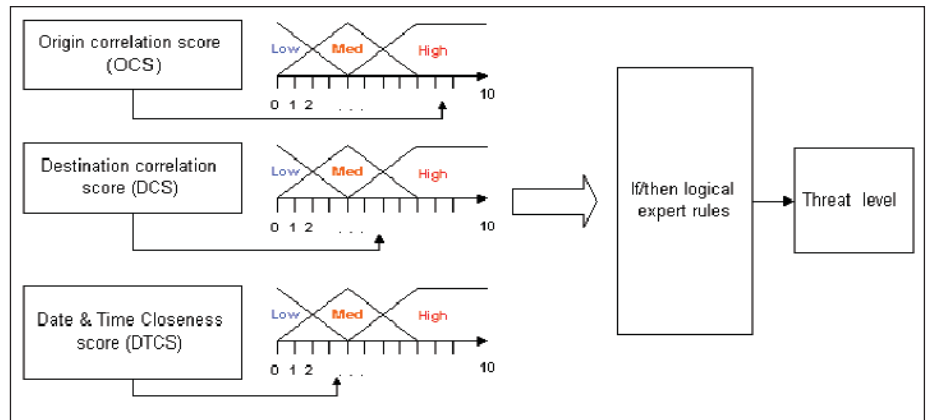 Origin correlation score
(OCS)
Low Med High
0 1 2 . . . 10
Destination correlation
score (DCS)
Low Med High
0 1 2 . . . 10
If/then logical
expert rules
Threat level
Date & Time Closeness
score (DTCS)
Low Med High
0 1 2 . . . 10